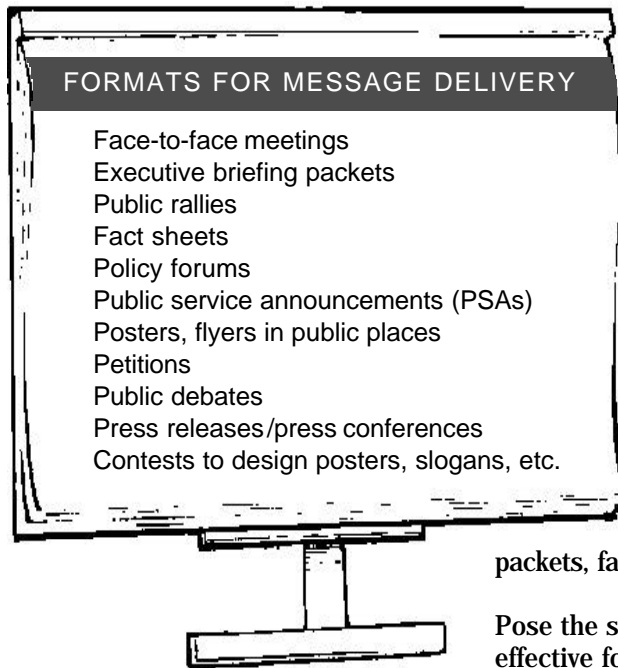 FORMATS FOR MESSAGE DELIVERY
Face-to-face meetings
Executive briefing packets
Public rallies
Fact sheets
Policy forums
Public service announcements (PSAs)
Posters, flyers in public places
Petitions
Public debates
Press releases/press conferences
Contests to design posters, slogans, etc.
packets,
Pose the
effective